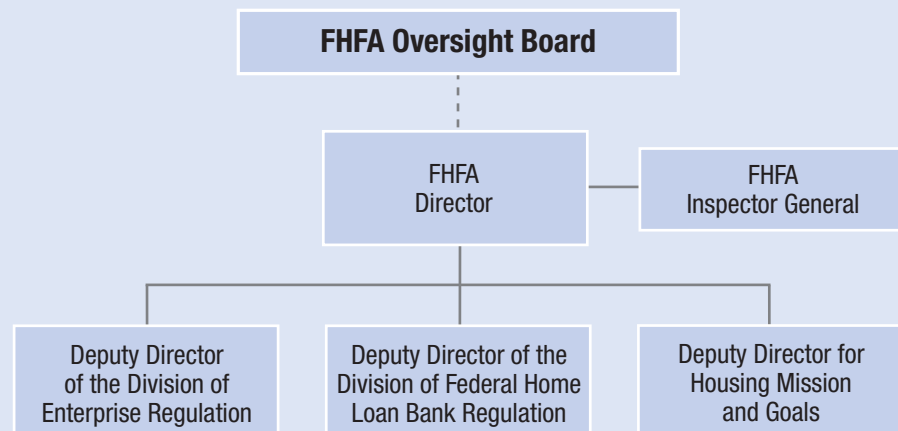 FHFA Oversight Board
FHFA
Director
FHFA
Inspector General
Deputy Director
of the Division of
Enterprise Regulation
Deputy Director of the
Division of Federal Home
Loan Bank Regulation
Deputy Director for
Housing Mission
and Goals